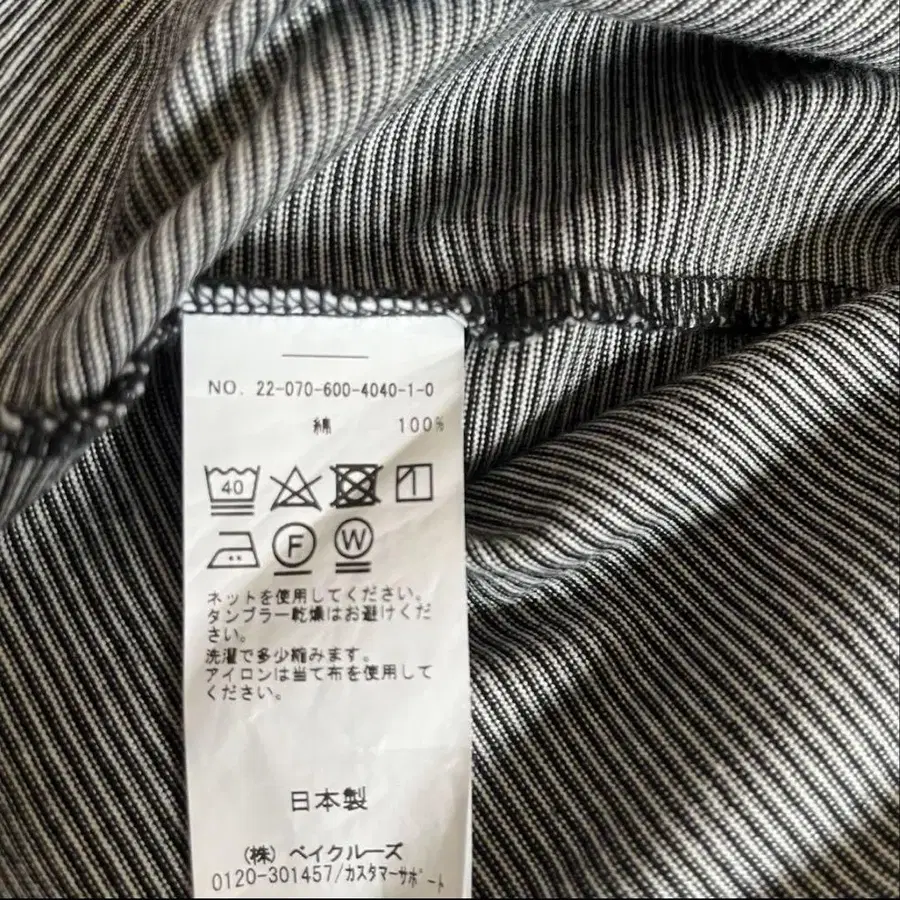 NO. 22-070-600-4040-1-0
綿 100%
40
F W
ネットを使用してください。
タンブラー乾燥はお避けくだ
さい。
洗濯で多少縮みます。
アイロンは当て布を使用して
ください。
日本製
(株) ベイクルーズ
0120-301457/カスタマーサポート